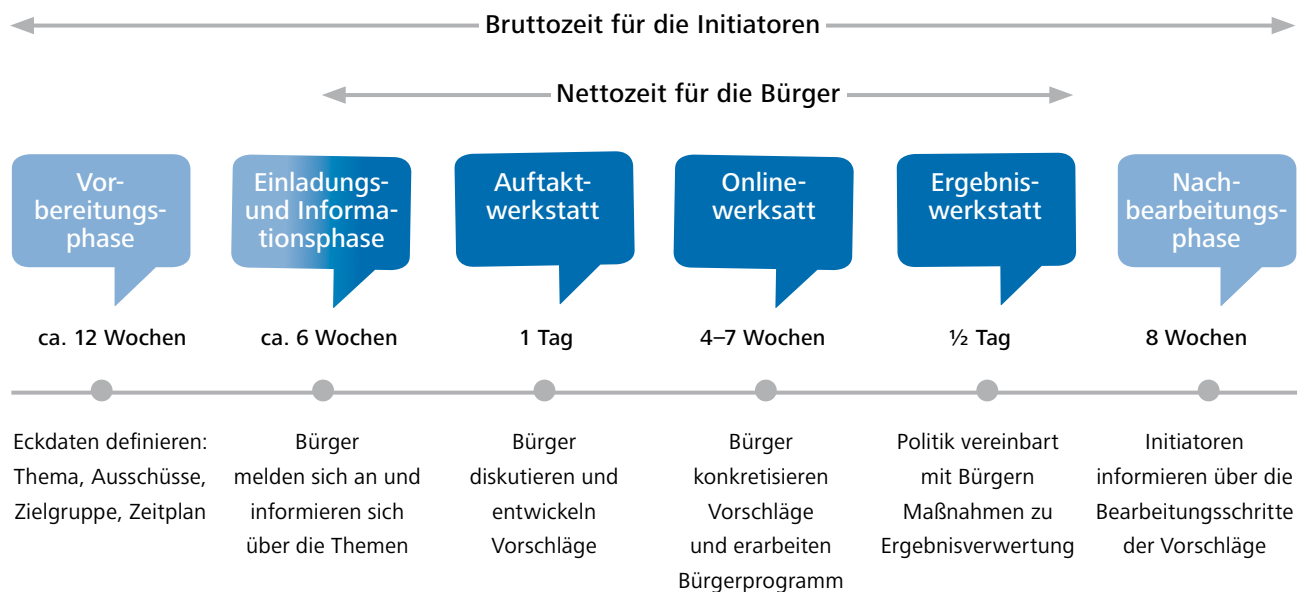 Bruttozeit für die Initiatoren
Nettozeit für die Bürger
Vor-
bereitungs-
phase
Einladungs-
und Informa-
tionsphase
Auftakt-
werkstatt
Online-
werksatt
Ergebnis-
werkstatt
Nach-
bearbeitungs-
phase
ca. 12 Wochen
ca. 6 Wochen
1 Tag
4–7 Wochen
½ Tag
8 Wochen
Eckdaten definieren:
Thema, Ausschüsse,
Zielgruppe, Zeitplan
Bürger
melden sich an und
informieren sich
über die Themen
Bürger
diskutieren und
entwickeln
Vorschläge
Bürger
konkretisieren
Vorschläge
und erarbeiten
Bürgerprogramm
Politik vereinbart
mit Bürgern
Maßnahmen zu
Ergebnisverwertung
Initiatoren
informieren über die
Bearbeitungsschritte
der Vorschläge